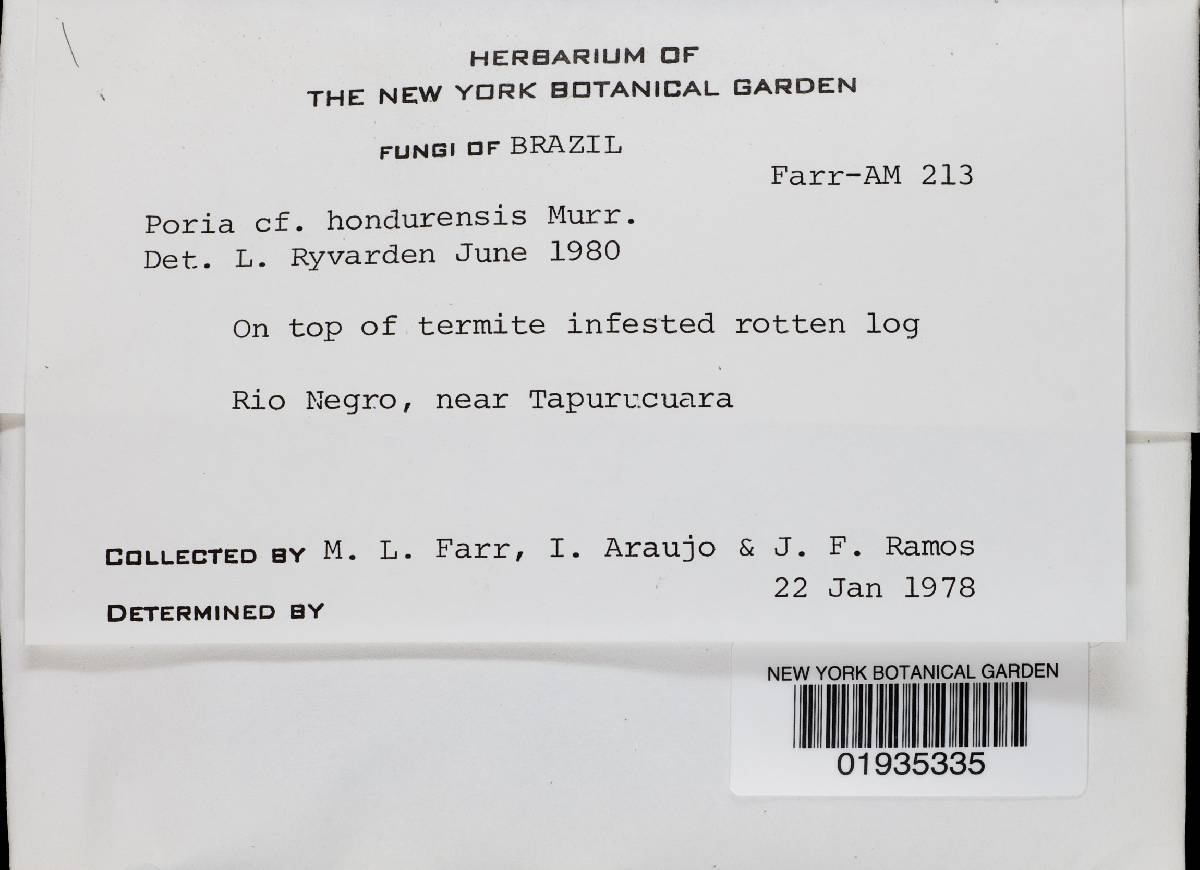 HERBARIUM OF
THE NEW YORK BOTANICAL GARDEN
FUNGI OF BRAZIL
Farr-AM 213
Poria cf. hondurensis Murr.
Det. L. Ryvarden June 1980
On top of termite infested rotten log
Rio Negro, near Tapurucuara
COLLECTED BY M. L. Farr, I. Araujo & J. F. Ramos
22 Jan 1978
DETERMINED BY
NEW YORK BOTANICAL GARDEN
01935335